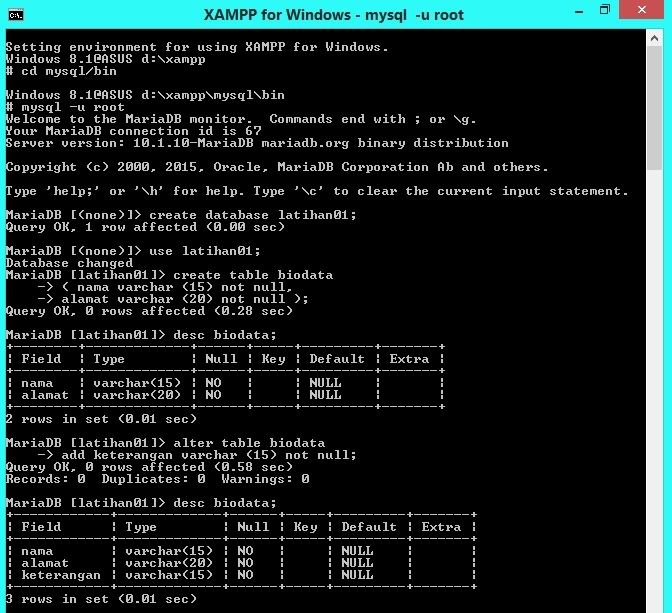 XAMPP for Windows - mysql -u root
Setting environment for using XAMPP for Windows.
Windows 8.1@ASUS d:\xampp
# cd mysql/bin
Windows 8.1@ASUS d:\xampp\mysql\bin
# mysql -u root
Welcome to the MariaDB monitor.  Commands end with ; or \g.
Your MariaDB connection id is 67
Server version: 10.1.10-MariaDB mariadb.org binary distribution
Copyright (c) 2000, 2015, Oracle, MariaDB Corporation Ab and others.
Type 'help;' or '\h' for help. Type '\c' to clear the current input statement.
MariaDB [(none)]> create database latihan01;
Query OK, 1 row affected (0.00 sec)
MariaDB [(none)]> use latihan01;
Database changed
MariaDB [latihan01]> create table biodata
    -> ( nama varchar (15) not null,
    -> alamat varchar (20) not null );
Query OK, 0 rows affected (0.28 sec)
MariaDB [latihan01]> desc biodata;
+--------+-------------+------+-----+---------+-------+
| Field  | Type        | Null | Key | Default | Extra |
+--------+-------------+------+-----+---------+-------+
| nama   | varchar(15) | NO   |     | NULL    |       |
| alamat | varchar(20) | NO   |     | NULL    |       |
+--------+-------------+------+-----+---------+-------+
2 rows in set (0.01 sec)
MariaDB [latihan01]> alter table biodata
    -> add keterangan varchar (15) not null;
Query OK, 0 rows affected (0.58 sec)
Records: 0  Duplicates: 0  Warnings: 0
MariaDB [latihan01]> desc biodata;
+------------+-------------+------+-----+---------+-------+
| Field      | Type        | Null | Key | Default | Extra |
+------------+-------------+------+-----+---------+-------+
| nama       | varchar(15) | NO   |     | NULL    |       |
| alamat     | varchar(20) | NO   |     | NULL    |       |
| keterangan | varchar(15) | NO   |     | NULL    |       |
+------------+-------------+------+-----+---------+-------+
3 rows in set (0.01 sec)